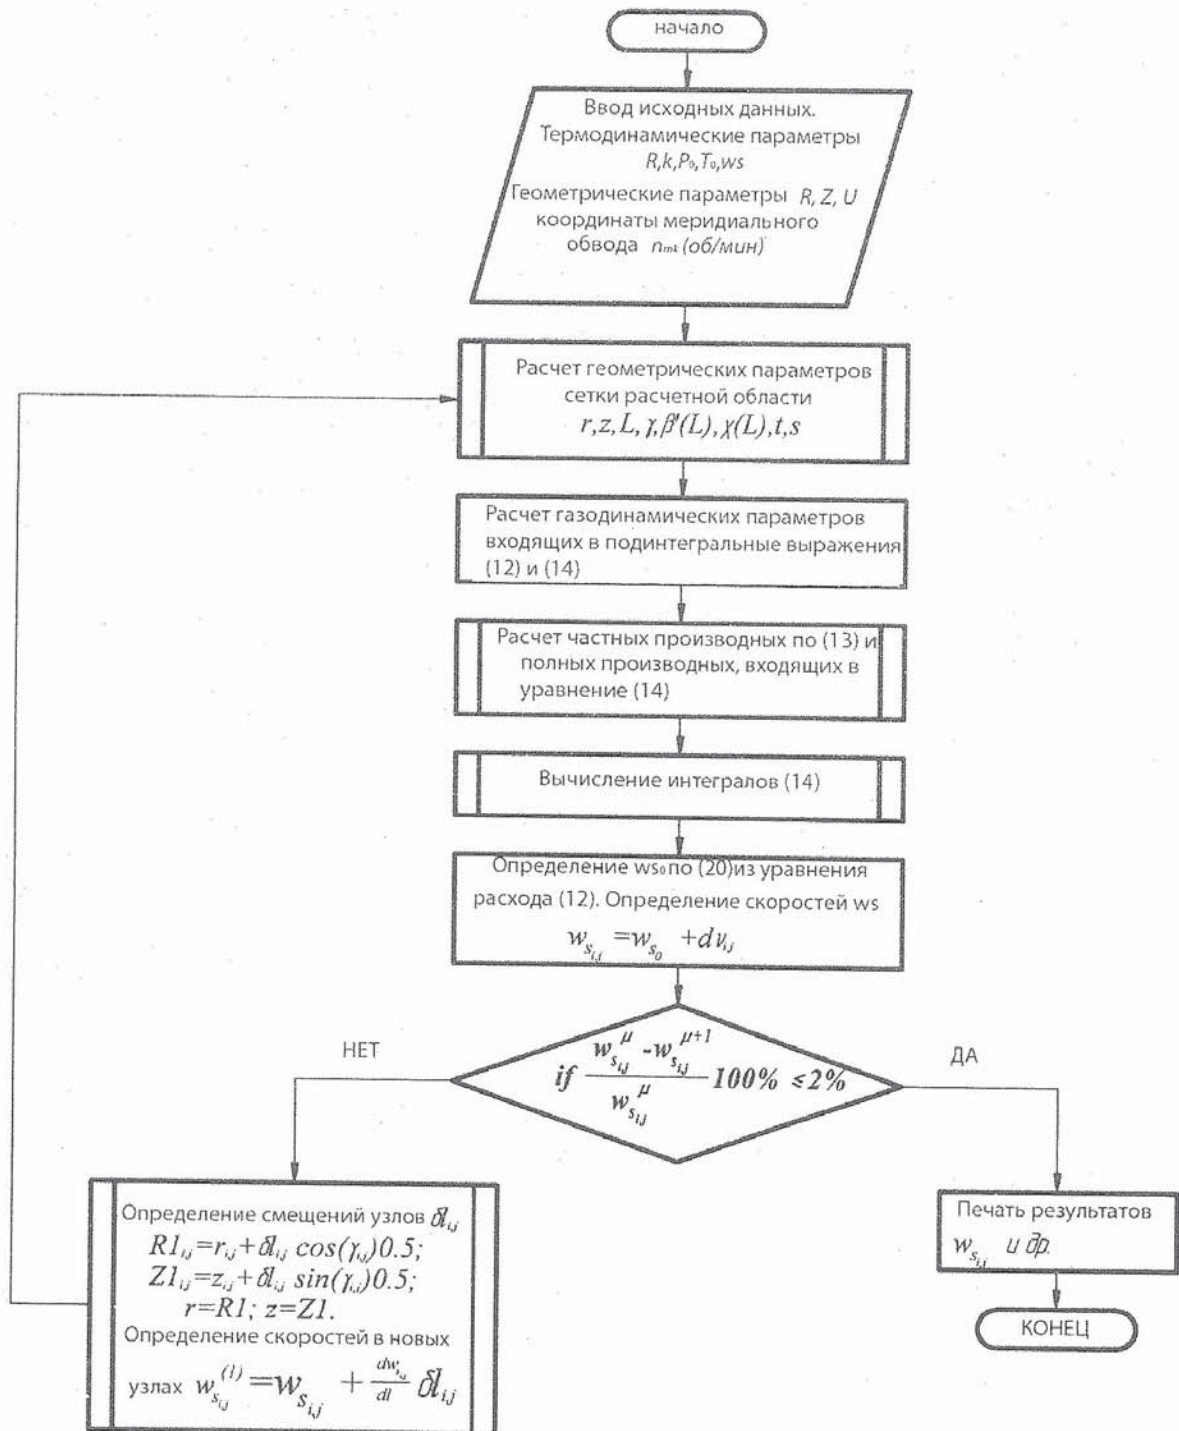 начало
Ввод исходных данных.
Термодинамические параметры
R,k,P₀,T₀,ws
Геометрические параметры R, Z, U
координаты меридиального
обвода n_mk (об/мин)
Расчет геометрических параметров
сетки расчетной области
r,z,L,γ,β'(L),χ(L),t,s
Расчет газодинамических параметров
входящих в подинтегральные выражения
(12) и (14)
Расчет частных производных по (13) и
полных производных, входящих в
уравнение (14)
Вычисление интегралов (14)
Определение ws₀ по (20)из уравнения
расхода (12). Определение скоростей ws
w_{s_{i,j}} =w_{s_0} +dν_{i,j}
НЕТ
if (w_{s_{i,j}}^μ -w_{s_{i,j}}^{μ+1})/w_{s_{i,j}}^μ 100% ≤2%
ДА
Определение смещений узлов δl_{i,j}
R1_{i,j}=r_{i,j}+δl_{i,j} cos(γ_{i,j})0.5;
Z1_{i,j}=z_{i,j}+δl_{i,j} sin(γ_{i,j})0.5;
r=R1; z=Z1.
Определение скоростей в новых
узлах w_{s_{i,j}}^{(1)}=w_{s_{i,j}} + dw_{s_{i,j}}/dl δl_{i,j}
Печать результатов
w_{s_{i,j}} и др.
КОНЕЦ